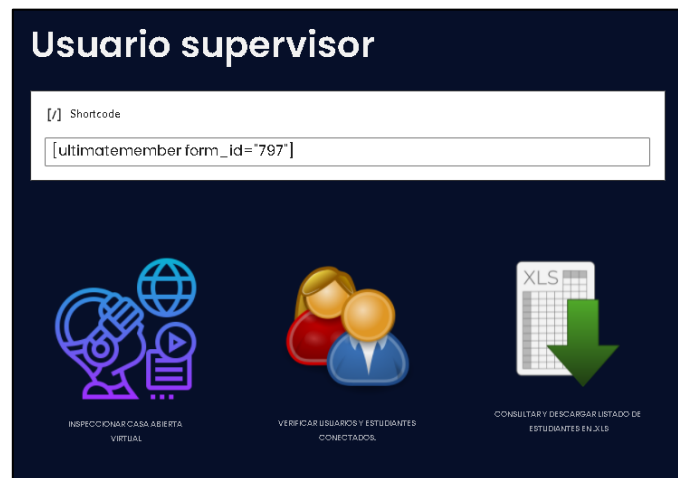 Usuario supervisor
[/] Shortcode
[ultimatemember form_id="797"]
XLS
INSPECCIONAR CASA ABIERTA
VIRTUAL
VERIFICAR USUARIOS Y ESTUDIANTES
CONECTADOS.
CONSULTAR Y DESCARGAR LISTADO DE
ESTUDIANTES EN .XLS